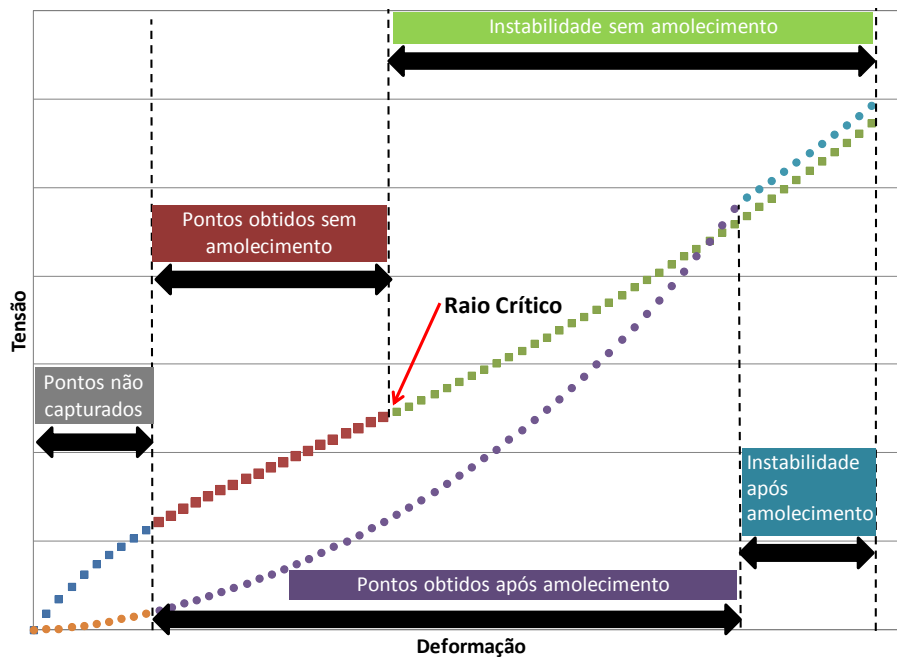 Instabilidade sem amolecimento
Pontos obtidos sem
amolecimento
Raio Crítico
Tensão
Pontos não
capturados
Instabilidade
após
amolecimento
Pontos obtidos após amolecimento
Deformação